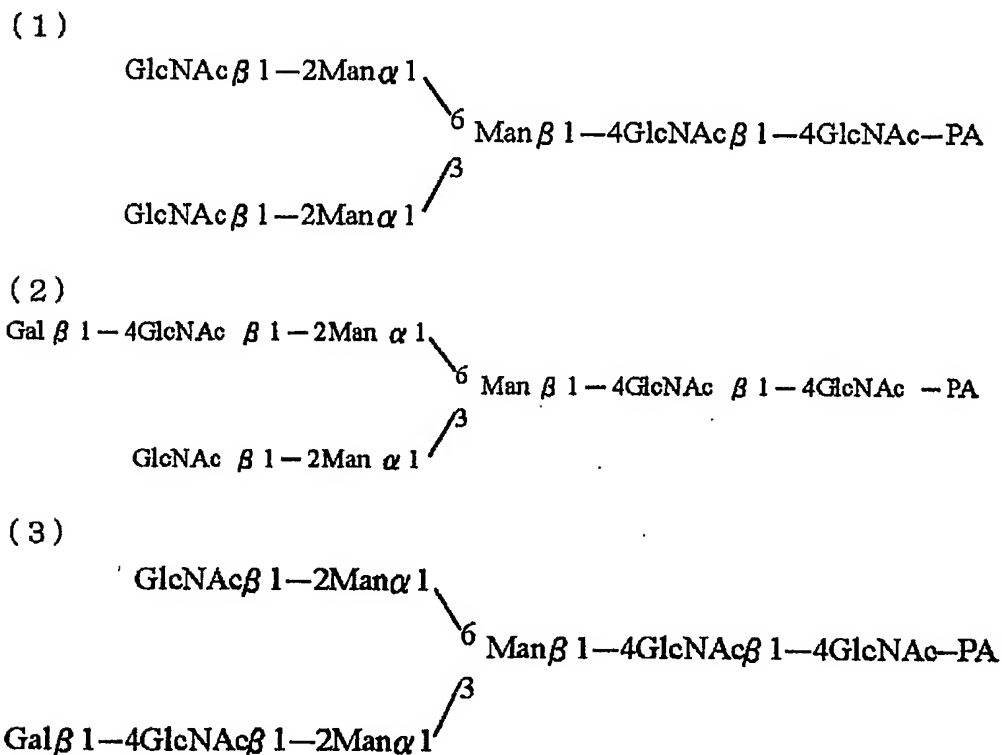 (1)
GlcNAcβ1—2Manα1
6
Manβ1—4GlcNAcβ1—4GlcNAc—PA
3
GlcNAcβ1—2Manα1
(2)
Galβ1—4GlcNAc β1—2Man α1
6
Man β1—4GlcNAc β1—4GlcNAc —PA
3
GlcNAc β1—2Man α1
(3)
GlcNAcβ1—2Manα1
6
Manβ1—4GlcNAcβ1—4GlcNAc—PA
3
Galβ1—4GlcNAcβ1—2Manα1